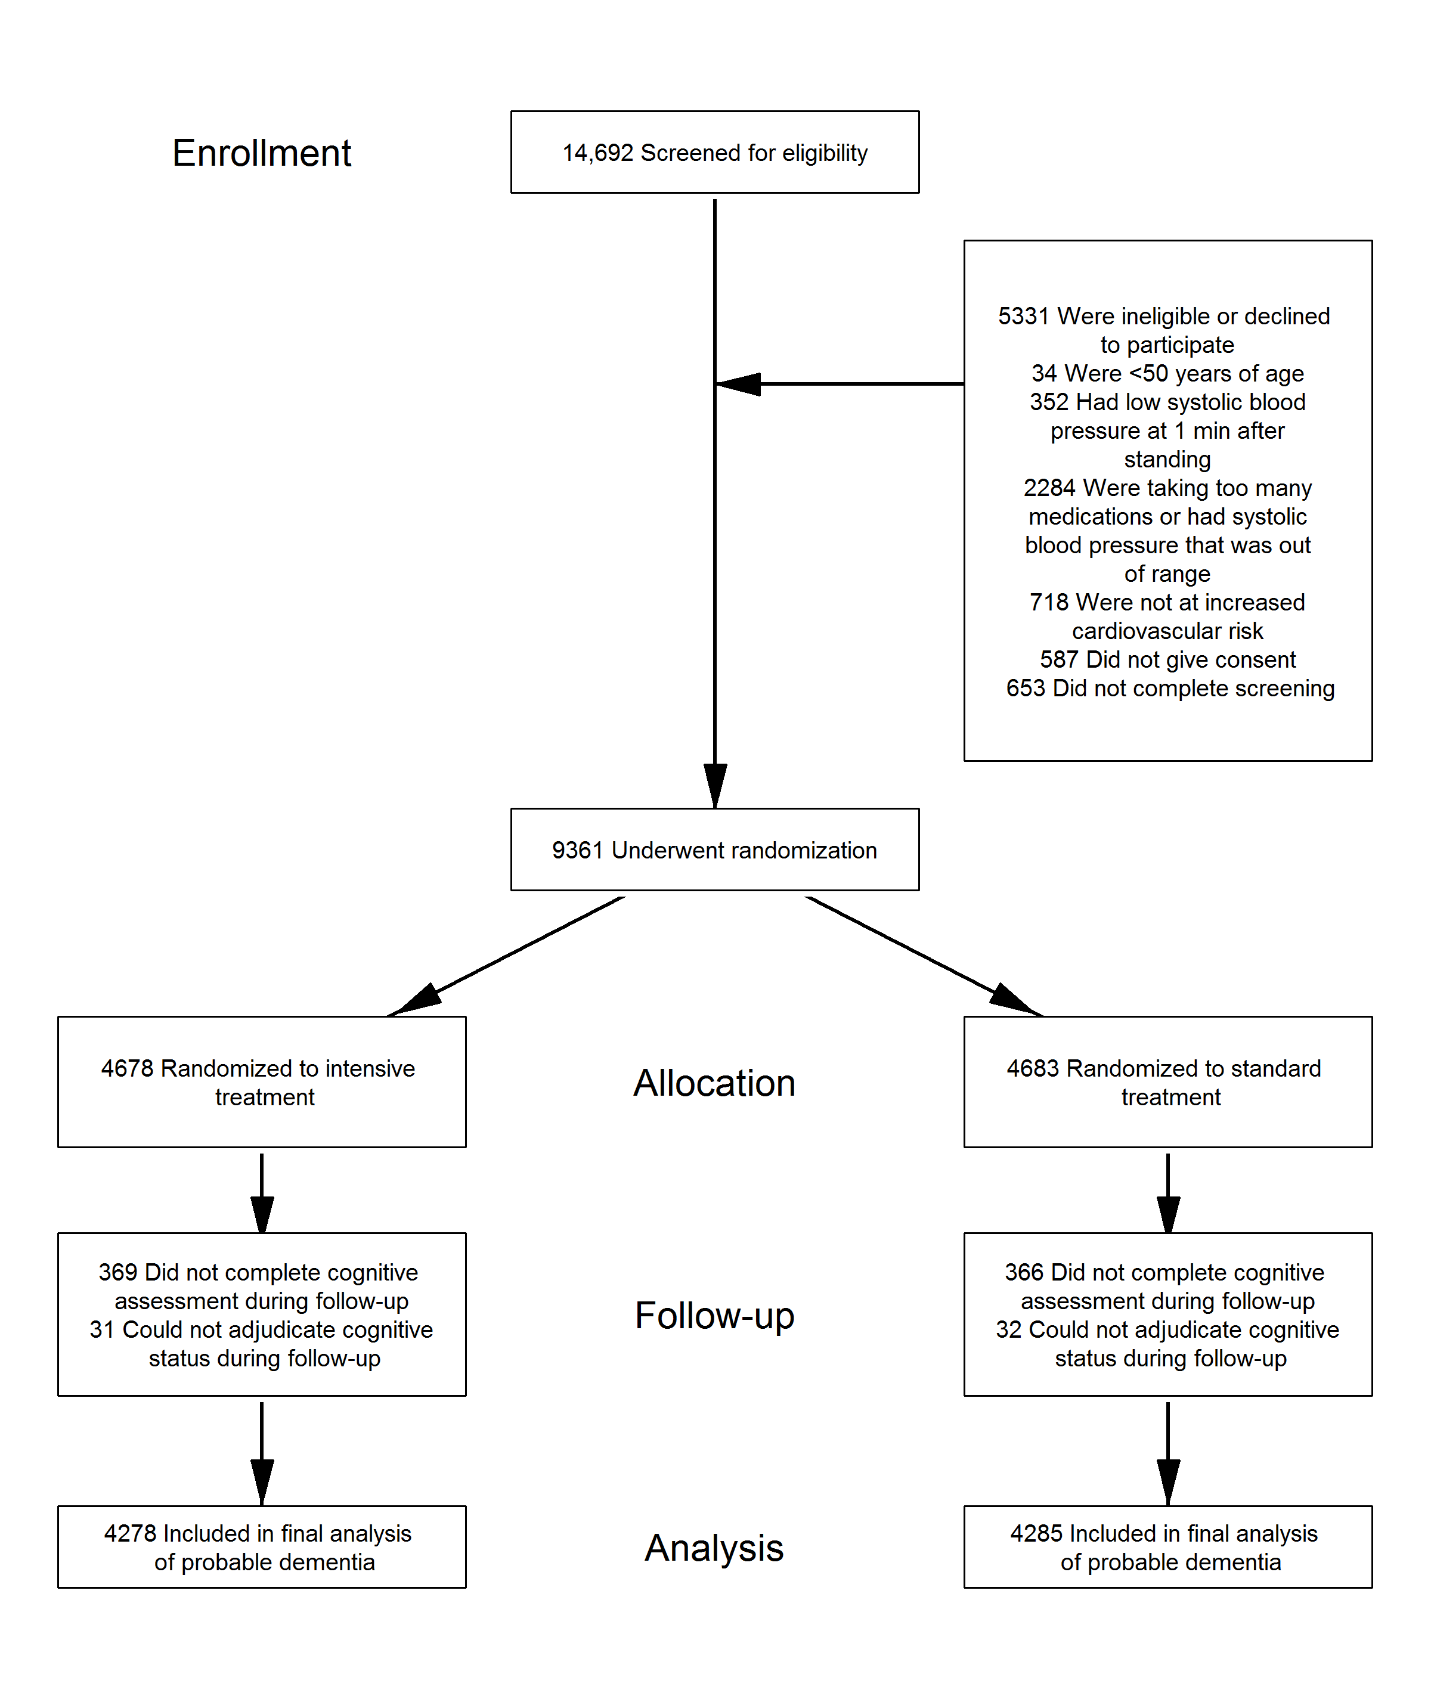 Enrollment
14,692 Screened for eligibility
5331 Were ineligible or declined
to participate
34 Were <50 years of age
352 Had low systolic blood
pressure at 1 min after
standing
2284 Were taking too many
medications or had systolic
blood pressure that was out
of range
718 Were not at increased
cardiovascular risk
587 Did not give consent
653 Did not complete screening
9361 Underwent randomization
4678 Randomized to intensive
treatment
Allocation
4683 Randomized to standard
treatment
369 Did not complete cognitive
assessment during follow-up
31 Could not adjudicate cognitive
status during follow-up
Follow-up
366 Did not complete cognitive
assessment during follow-up
32 Could not adjudicate cognitive
status during follow-up
4278 Included in final analysis
of probable dementia
Analysis
4285 Included in final analysis
of probable dementia